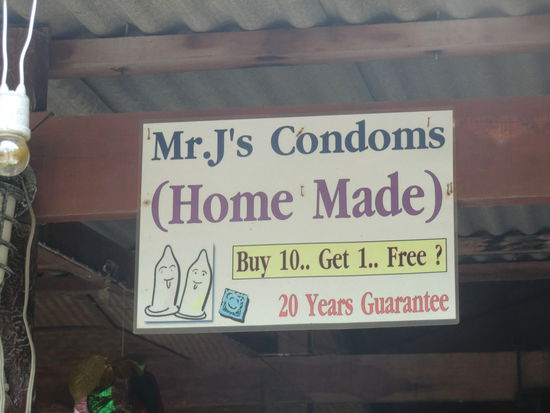 Mr.J's Condoms
(Home Made)
Buy 10.. Get 1.. Free ?
20 Years Guarantee